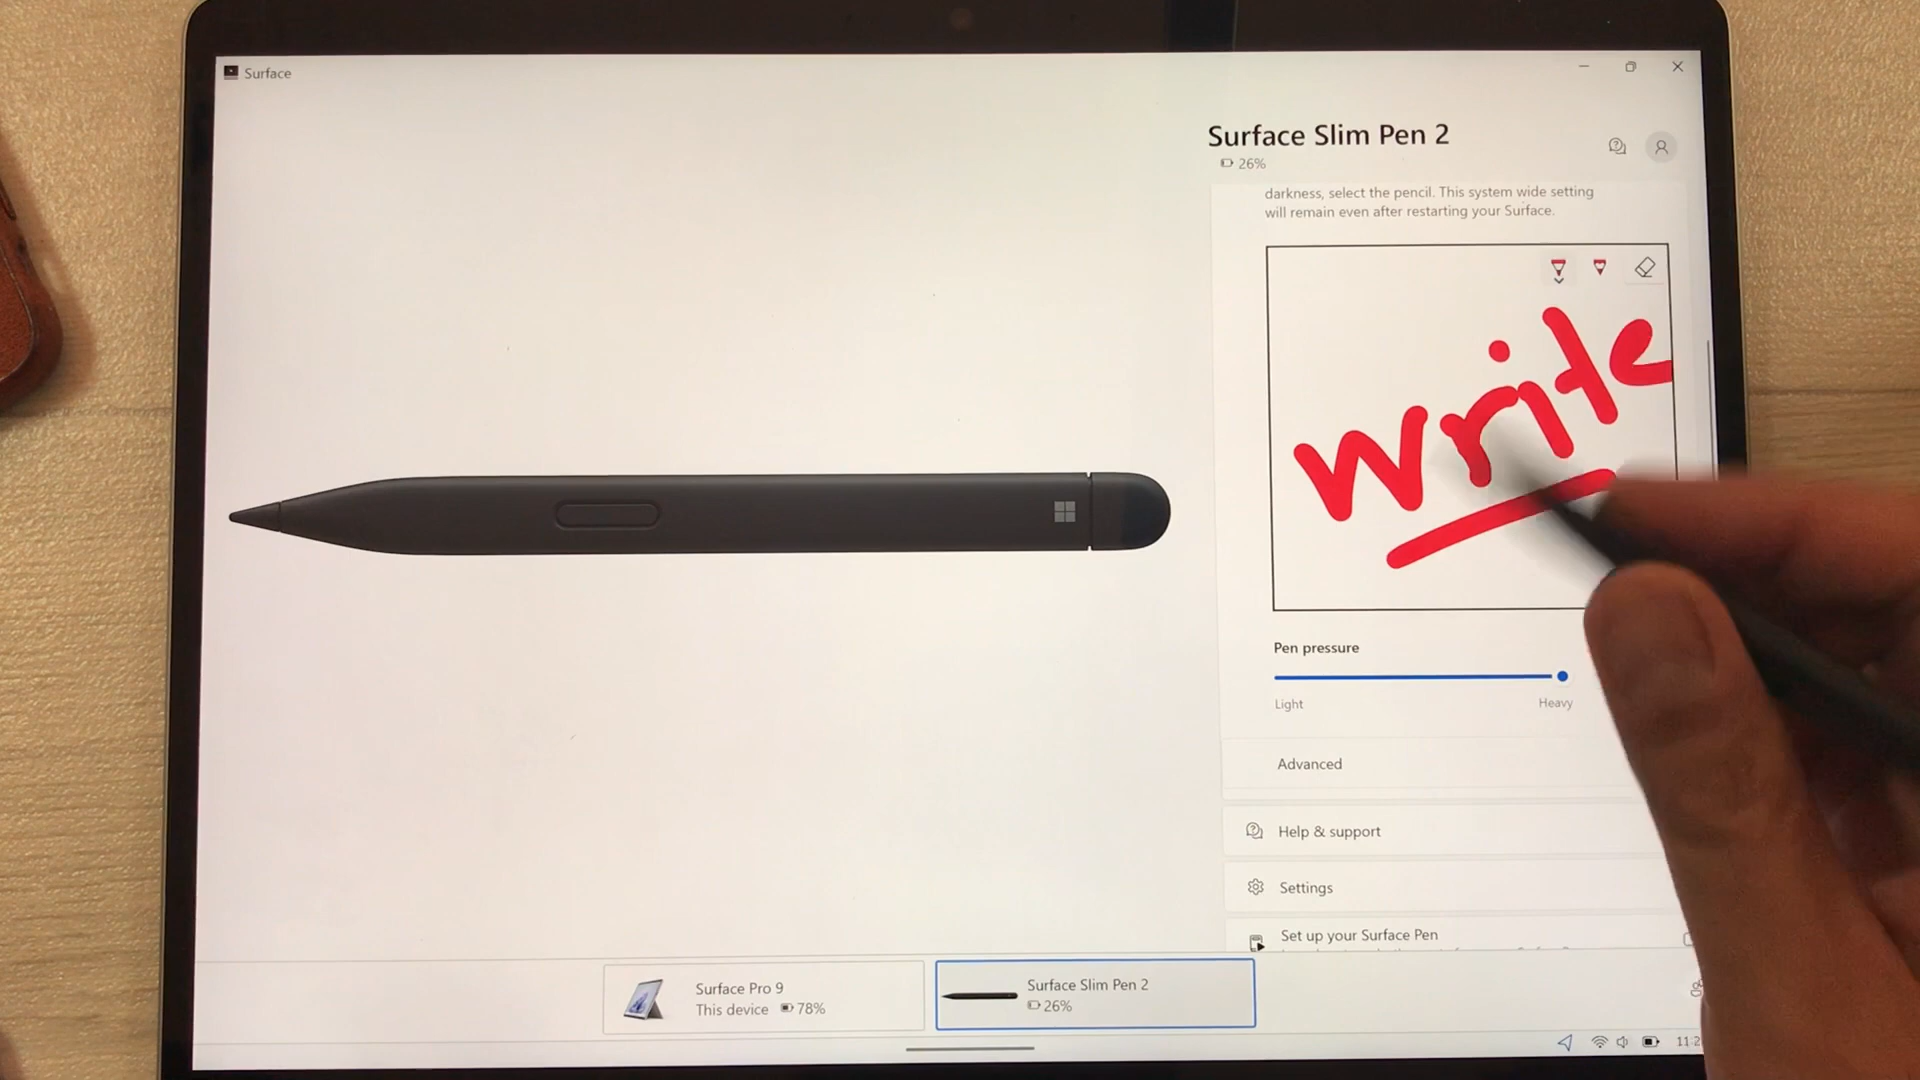 Surface
Surface Slim Pen 2
26%
darkness, select the pencil. This system wide setting
will remain even after restarting your Surface.
write
Pen pressure
Light
Heavy
Advanced
Help & support
Settings
Set up your Surface Pen
Surface Pro 9
This device 78%
Surface Slim Pen 2
26%